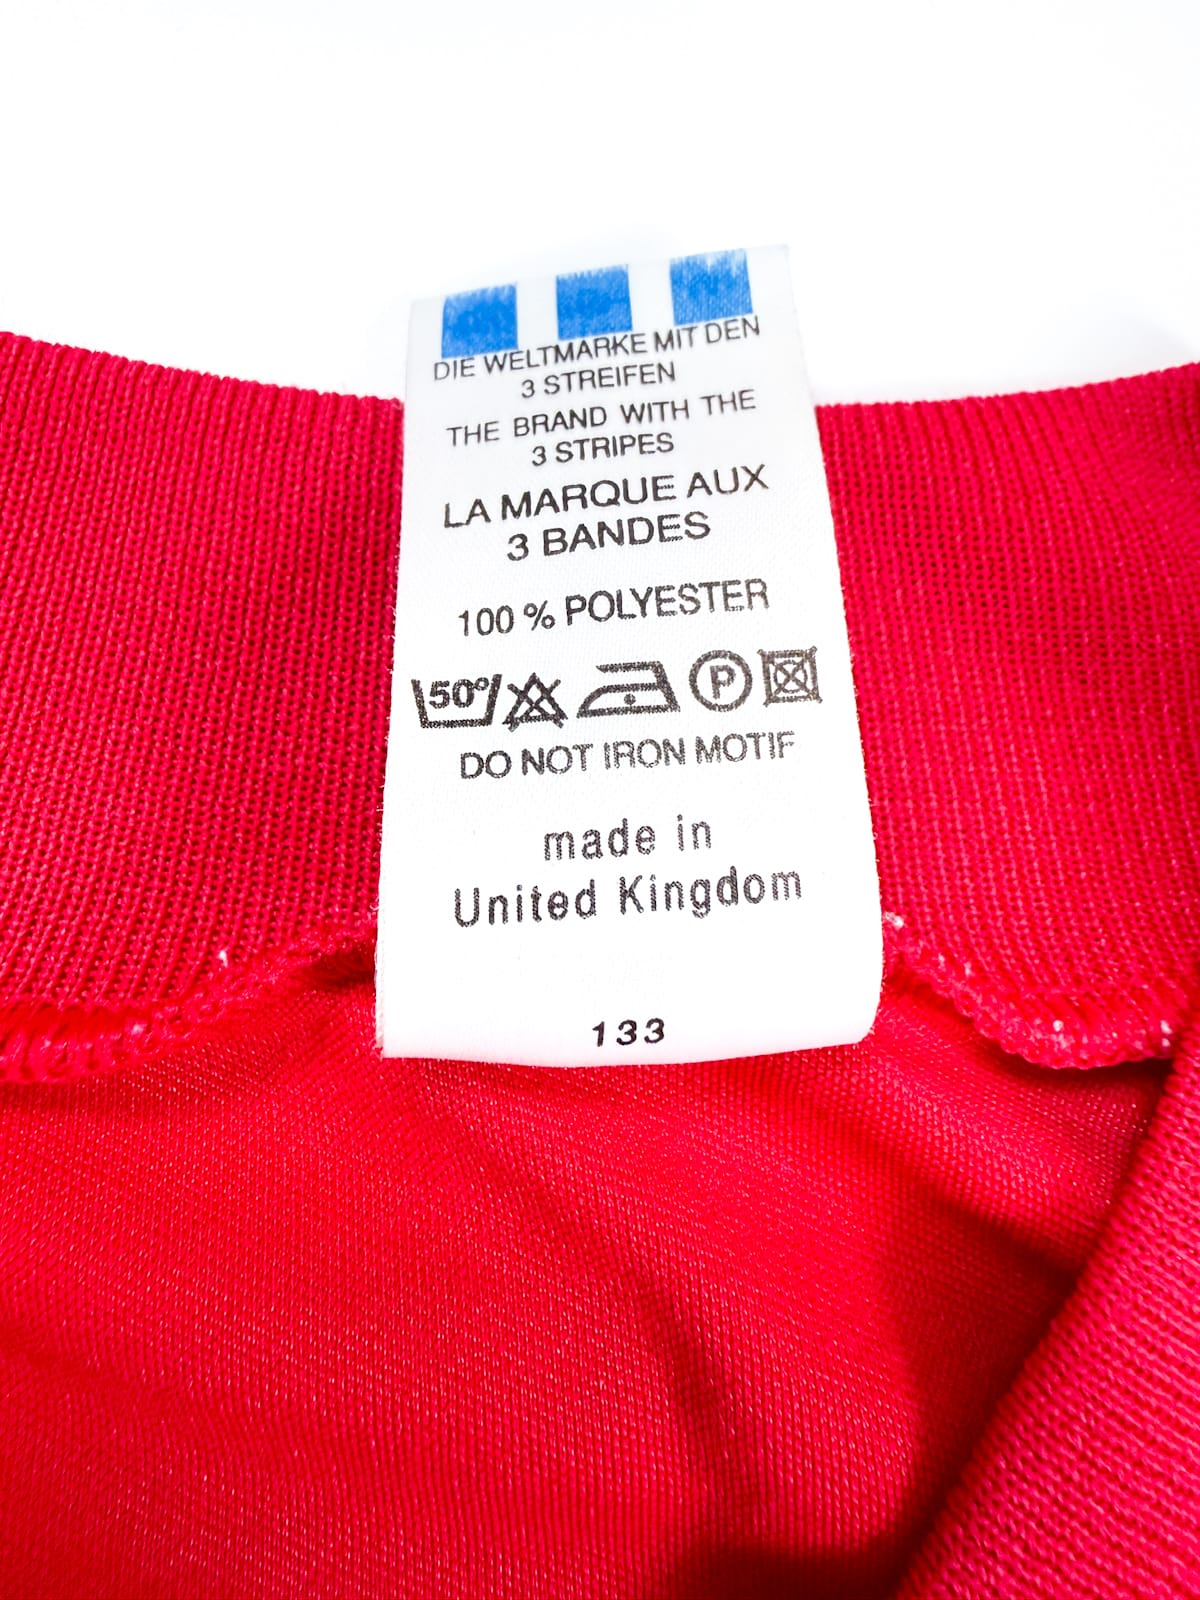 DIE WELTMARKE MIT DEN
3 STREIFEN
THE BRAND WITH THE
3 STRIPES
LA MARQUE AUX
3 BANDES
100 % POLYESTER
50° P
DO NOT IRON MOTIF
made in
United Kingdom
133